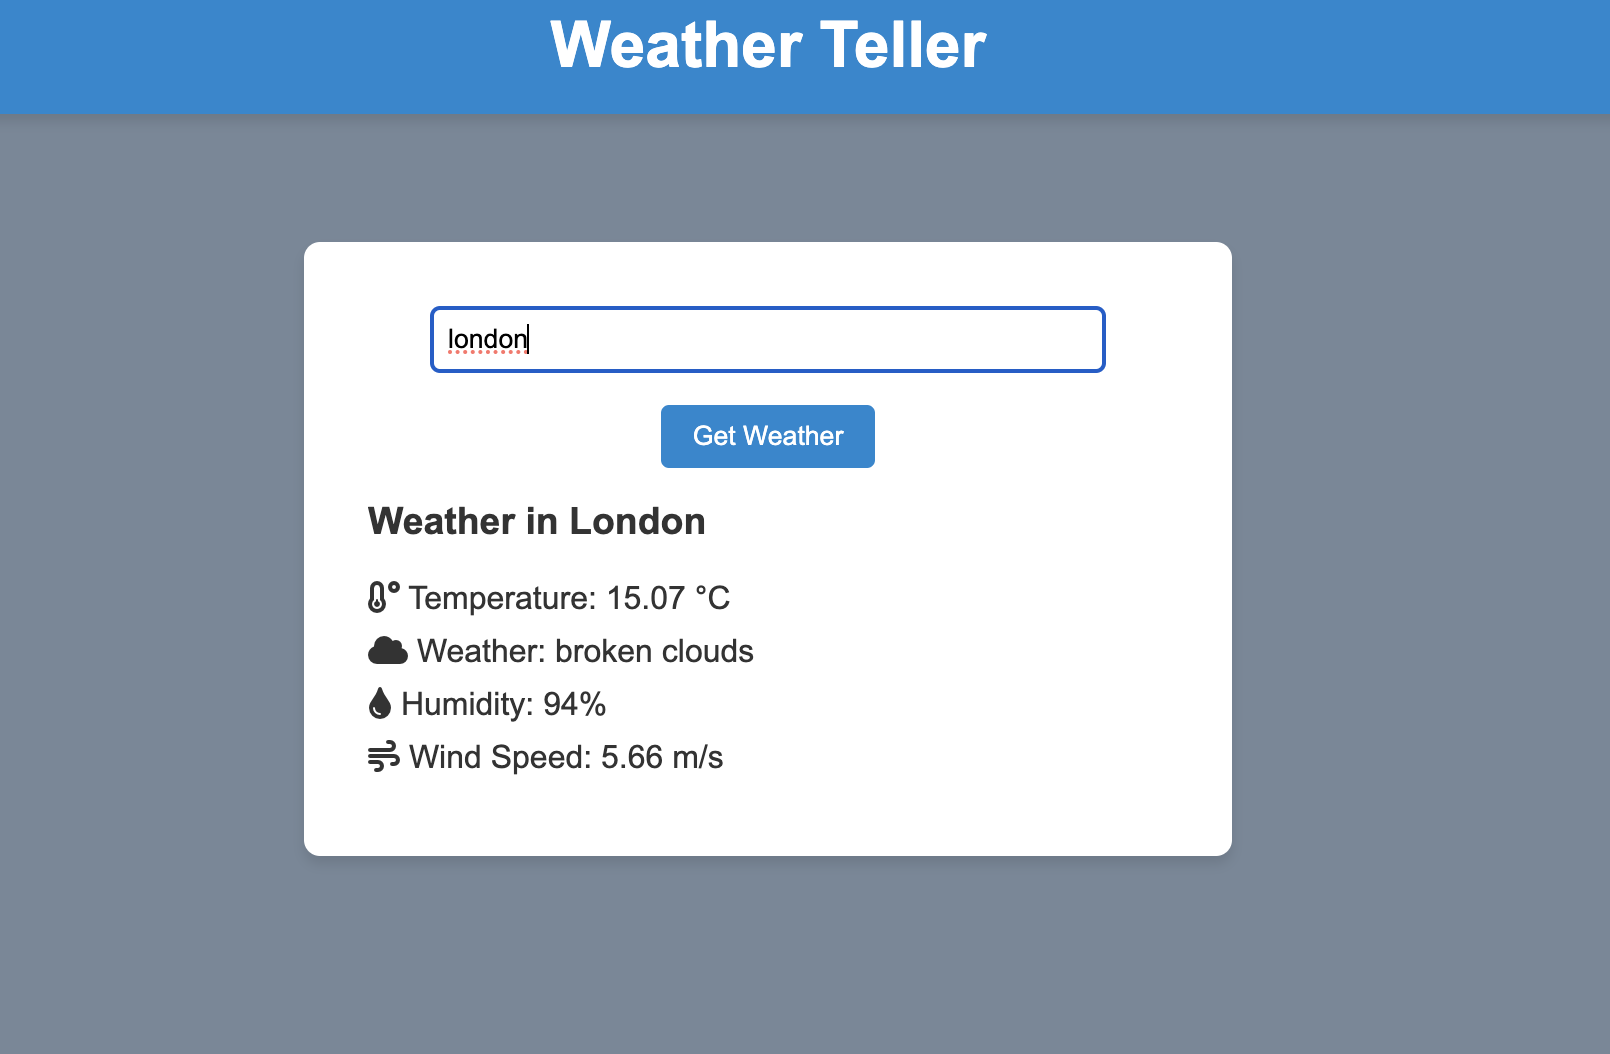 Weather Teller
london
Get Weather
Weather in London
Temperature: 15.07 °C
Weather: broken clouds
Humidity: 94%
Wind Speed: 5.66 m/s